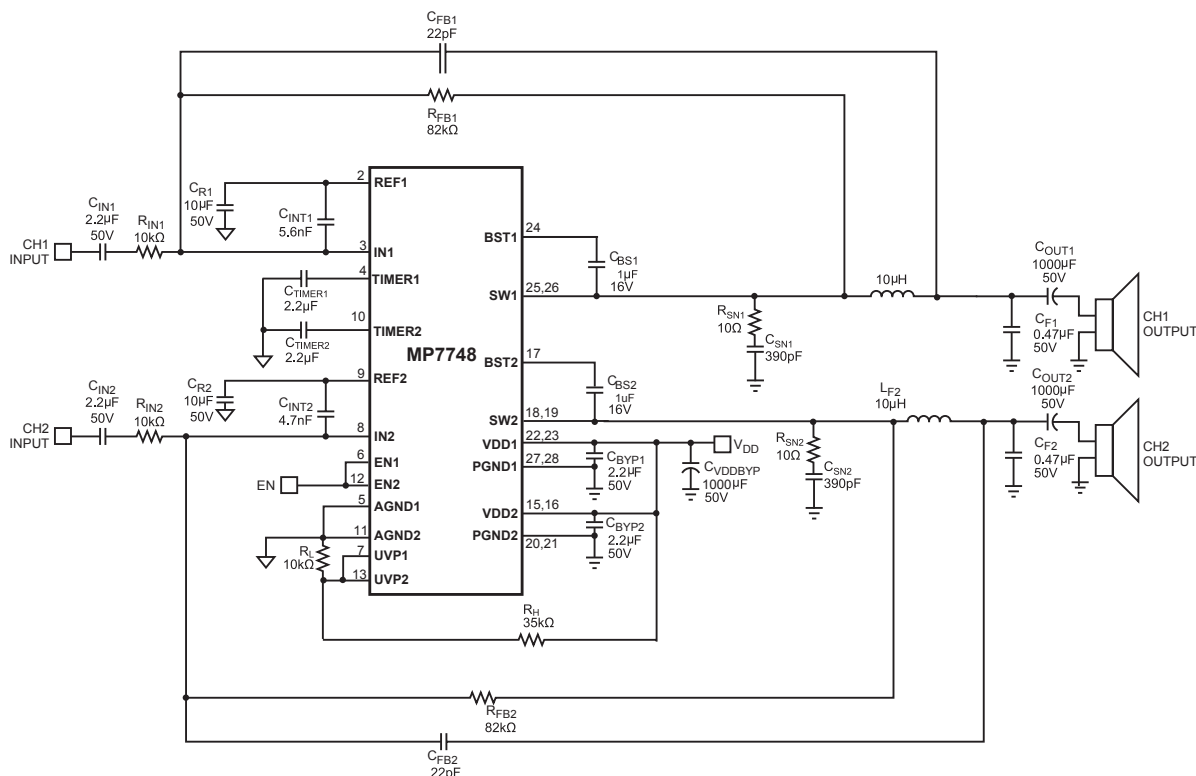 CFB1
22pF
RFB1
82kΩ
CIN1
2.2µF
50V
RIN1
10kΩ
CH1
INPUT
CR1
10µF
50V
CINT1
5.6nF
2
REF1
3
IN1
4
TIMER1
CTIMER1
2.2µF
10
TIMER2
CTIMER2
2.2µF
MP7748
9
REF2
CIN2
2.2µF
50V
RIN2
10kΩ
CH2
INPUT
CR2
10µF
50V
CINT2
4.7nF
8
IN2
6
EN1
EN
12
EN2
5
AGND1
11
AGND2
RL
10kΩ
7
UVP1
13
UVP2
24
BST1
CBS1
1µF
16V
25,26
SW1
RSN1
10Ω
CSN1
390pF
10µH
COUT1
1000µF
50V
CF1
0.47µF
50V
CH1
OUTPUT
17
BST2
CBS2
1uF
16V
18,19
SW2
22,23
VDD1
VDD
CBYP1
2.2µF
50V
27,28
PGND1
CVDDBYP
1000µF
50V
15,16
VDD2
CBYP2
2.2µF
50V
20,21
PGND2
RSN2
10Ω
CSN2
390pF
LF2
10µH
COUT2
1000µF
50V
CF2
0.47µF
50V
CH2
OUTPUT
RH
35kΩ
RFB2
82kΩ
CFB2
22pF